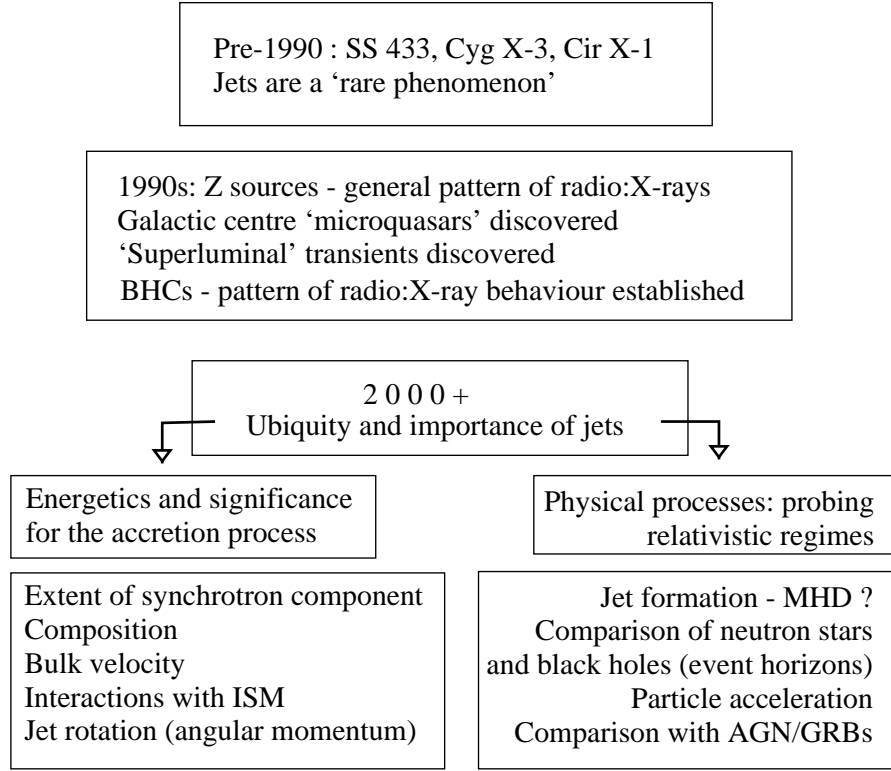 Pre-1990 : SS 433, Cyg X-3, Cir X-1
Jets are a ‘rare phenomenon’
1990s: Z sources - general pattern of radio:X-rays
Galactic centre ‘microquasars’ discovered
‘Superluminal’ transients discovered
BHCs - pattern of radio:X-ray behaviour established
2 0 0 0 +
Ubiquity and importance of jets
Energetics and significance
for the accretion process
Extent of synchrotron component
Composition
Bulk velocity
Interactions with ISM
Jet rotation (angular momentum)
Physical processes: probing
relativistic regimes
Jet formation - MHD ?
Comparison of neutron stars
and black holes (event horizons)
Particle acceleration
Comparison with AGN/GRBs